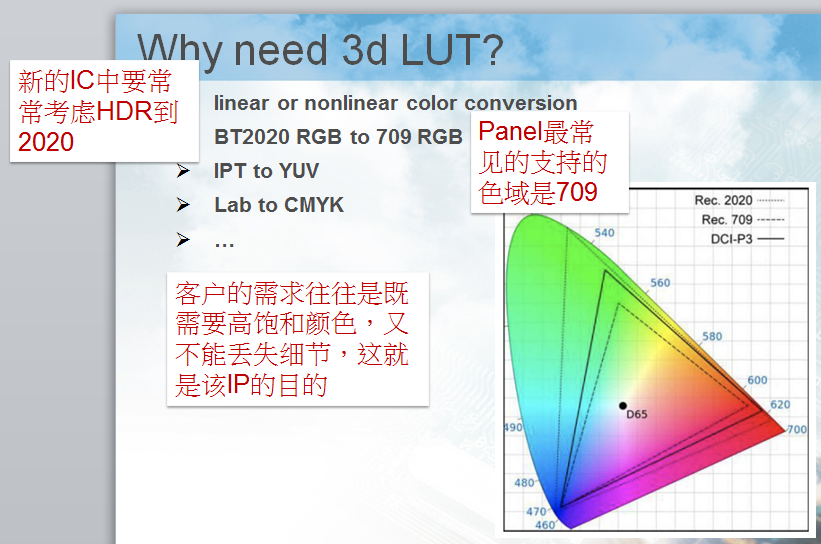 Why need 3d LUT?
新的IC中要常
常考虑HDR到
2020
linear or nonlinear color conversion
BT2020 RGB to 709 RGB
Panel最常
见的支持的
色域是709
➢ IPT to YUV
➢ Lab to CMYK
➢ …
客户的需求往往是既
需要高饱和颜色，又
不能丢失细节，这就
是该IP的目的
Rec. 2020
Rec. 709
DCI-P3
540
560
580
600
620
700
D65
490
480
470
460